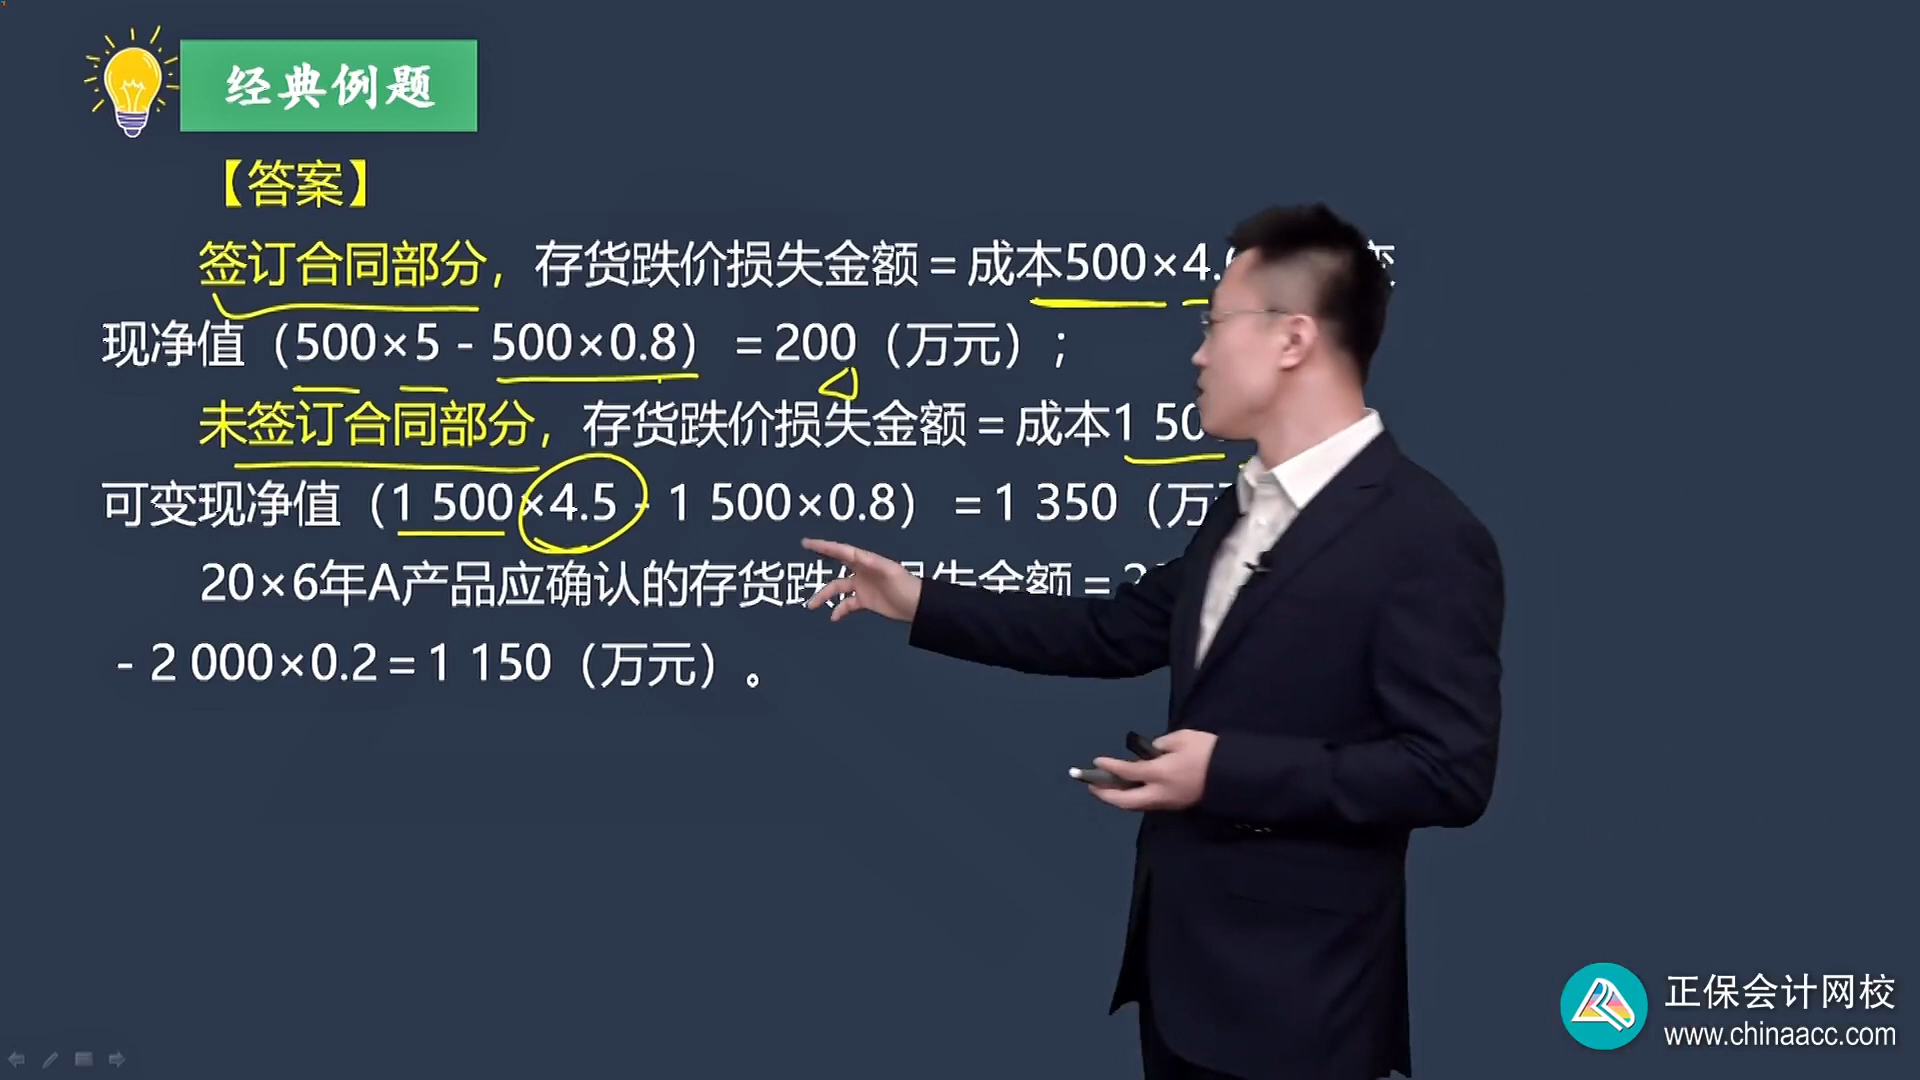 经典例题
【答案】
签订合同部分，存货跌价损失金额＝成本500×4.
现净值（500×5－500×0.8）＝200（万元）；
未签订合同部分，存货跌价损失金额＝成本1 50
可变现净值（1 500×4.5－1 500×0.8）＝1 350（万
20×6年A产品应确认的存货跌价损失金额＝
－2 000×0.2＝1 150（万元）。
正保会计网校
www.chinaacc.com